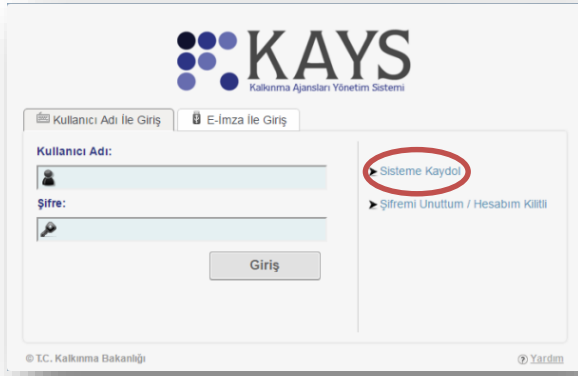 KAYS
Kalkınma Ajansları Yönetim Sistemi
Kullanıcı Adı İle Giriş
E-İmza İle Giriş
Kullanıcı Adı:
Şifre:
Giriş
Sisteme Kaydol
Şifremi Unuttum / Hesabım Kilitli
© T.C. Kalkınma Bakanlığı
Yardım